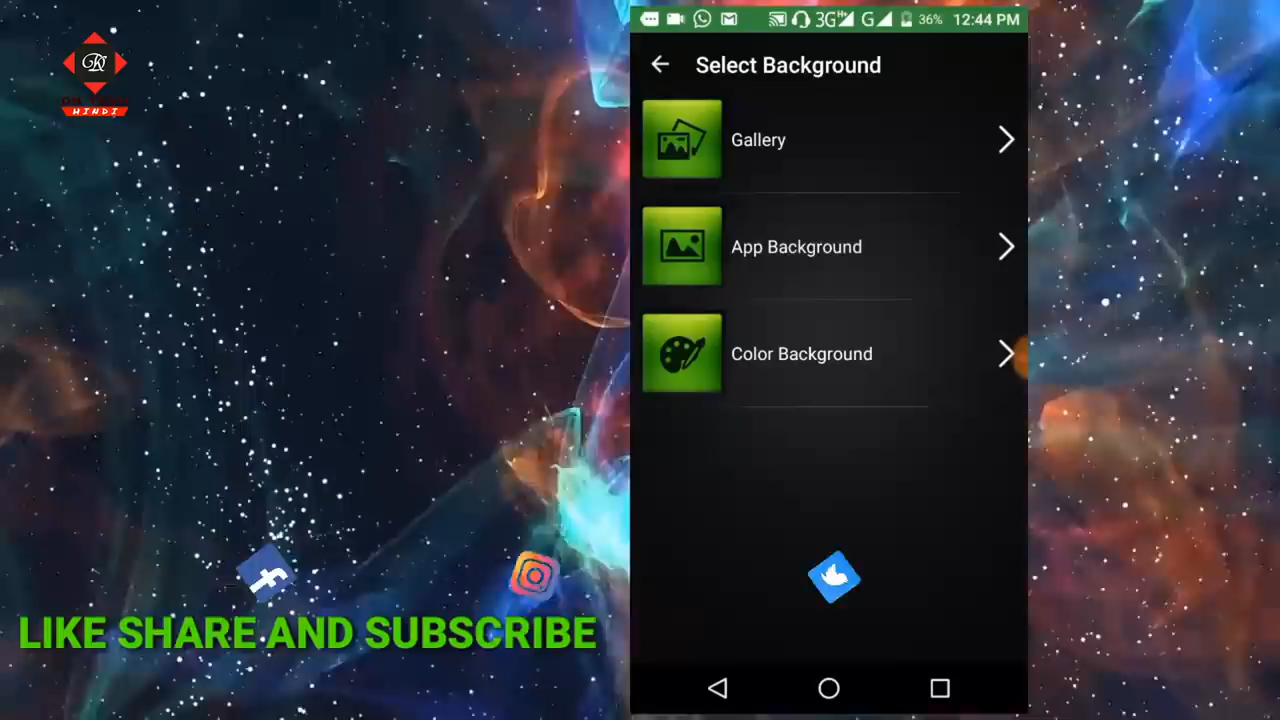 HINDI
LIKE SHARE AND SUBSCRIBE
3G H G 36% 12:44 PM
Select Background
Gallery
App Background
Color Background